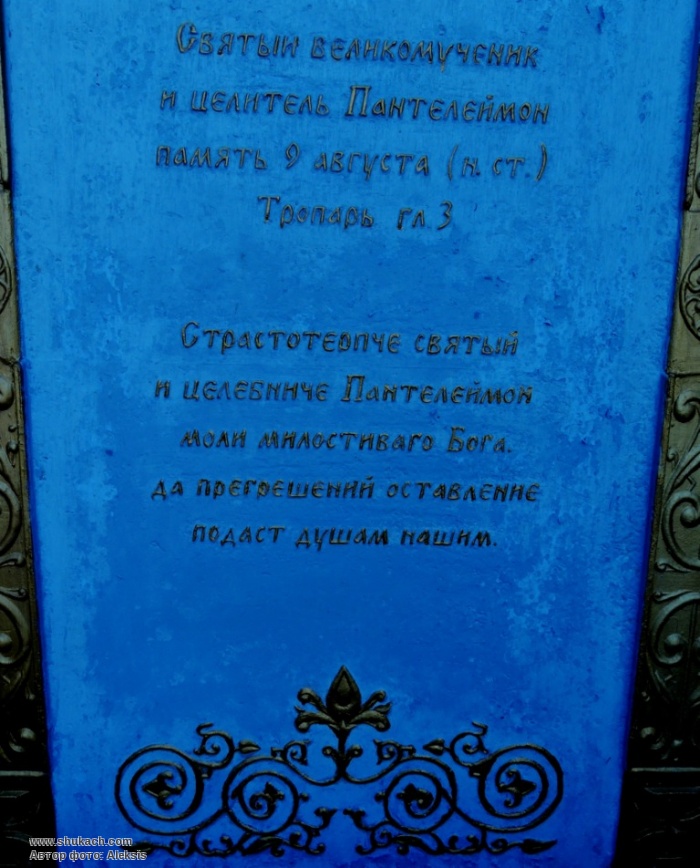 Святый великомученик
и целитель Пантелеймон
память 9 августа (н. ст.)
Тропарь гл. 3
Страстотерпче святый
и целебниче Пантелеймон
моли милостиваго Бога.
да прегрешений оставление
подаст душам нашим.
www.shukach.com
Автор фото: Aleksis